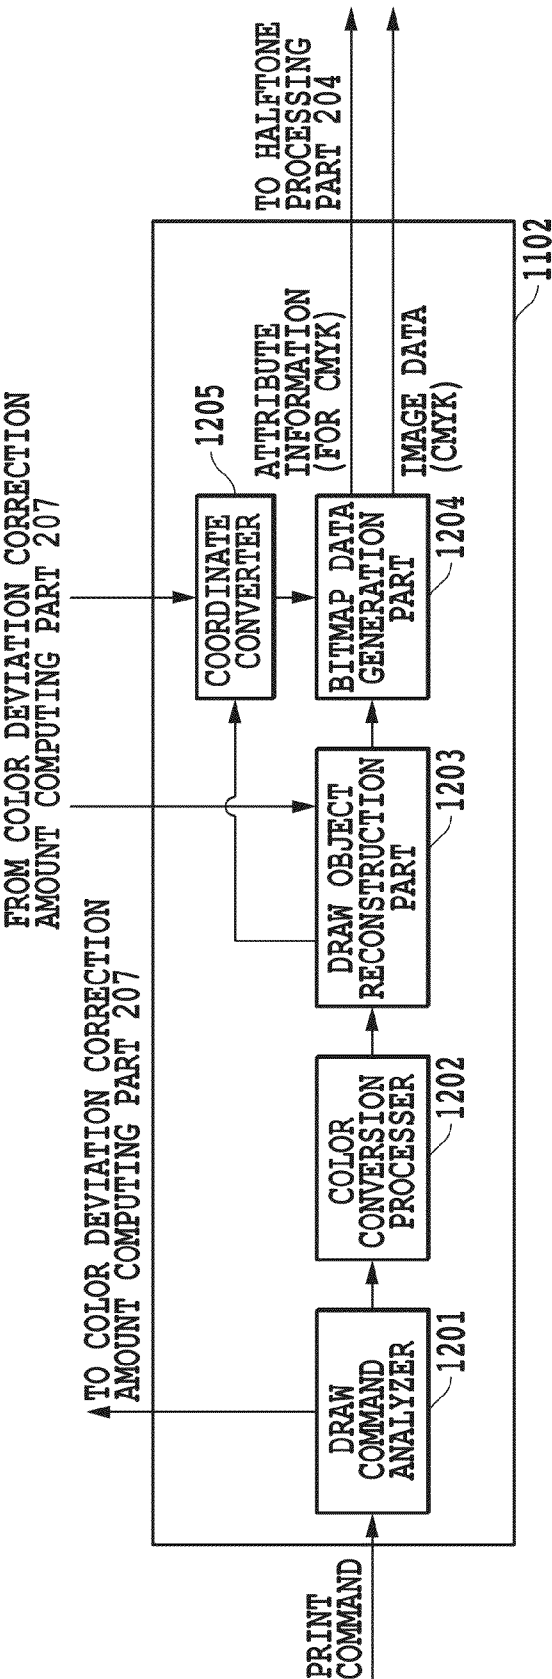 PRINT
COMMAND
TO COLOR DEVIATION CORRECTION
AMOUNT COMPUTING PART 207
FROM COLOR DEVIATION CORRECTION
AMOUNT COMPUTING PART 207
DRAW
COMMAND
ANALYZER
1201
COLOR
CONVERSION
PROCESSER
1202
DRAW OBJECT
RECONSTRUCTION
PART
1203
COORDINATE
CONVERTER
1205
BITMAP DATA
GENERATION
PART
1204
ATTRIBUTE
INFORMATION
(FOR CMYK)
IMAGE DATA
(CMYK)
TO HALFTONE
PROCESSING
PART 204
1102